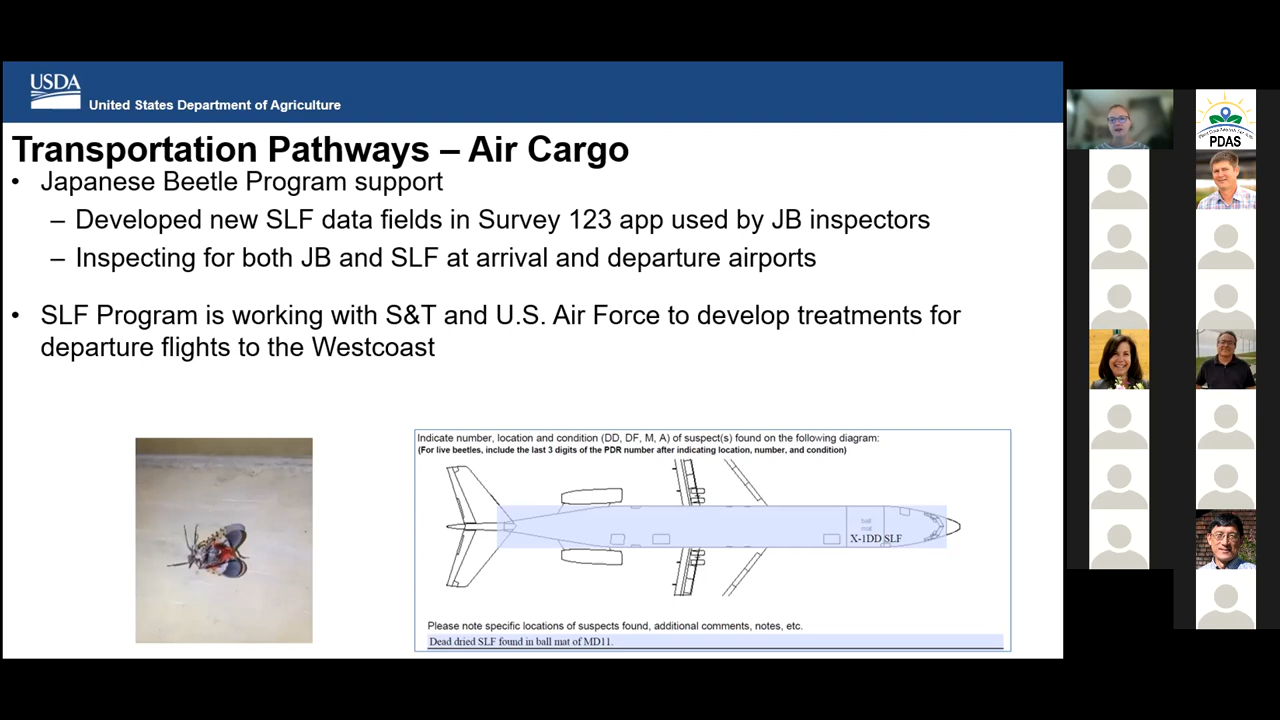 USDA
United States Department of Agriculture
Transportation Pathways – Air Cargo
• Japanese Beetle Program support
– Developed new SLF data fields in Survey 123 app used by JB inspectors
– Inspecting for both JB and SLF at arrival and departure airports
• SLF Program is working with S&T and U.S. Air Force to develop treatments for
departure flights to the Westcoast
Indicate number, location and condition (DD, DF, M, A) of suspect(s) found on the following diagram:
(For live beetles, include the last 3 digits of the PDR number after indicating location, number, and condition)
ball
mat
X-1DD SLF
Please note specific locations of suspects found, additional comments, notes, etc.
Dead dried SLF found in ball mat of MD11.
PDAS